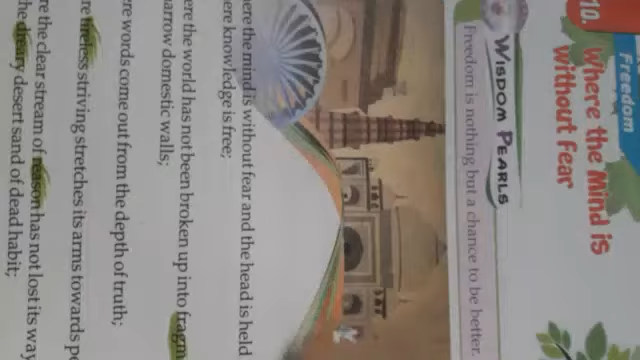 Freedom
10. Where the Mind is
without Fear
WISDOM PEARLS
Freedom is nothing but a chance to be better.
ere the mind is without fear and the head is held
ere knowledge is free;
ere the world has not been broken up into fragm
narrow domestic walls;
ere words come out from the depth of truth;
re tireless striving stretches its arms towards pe
re the clear stream of reason has not lost its way
he dreary desert sand of dead habit;